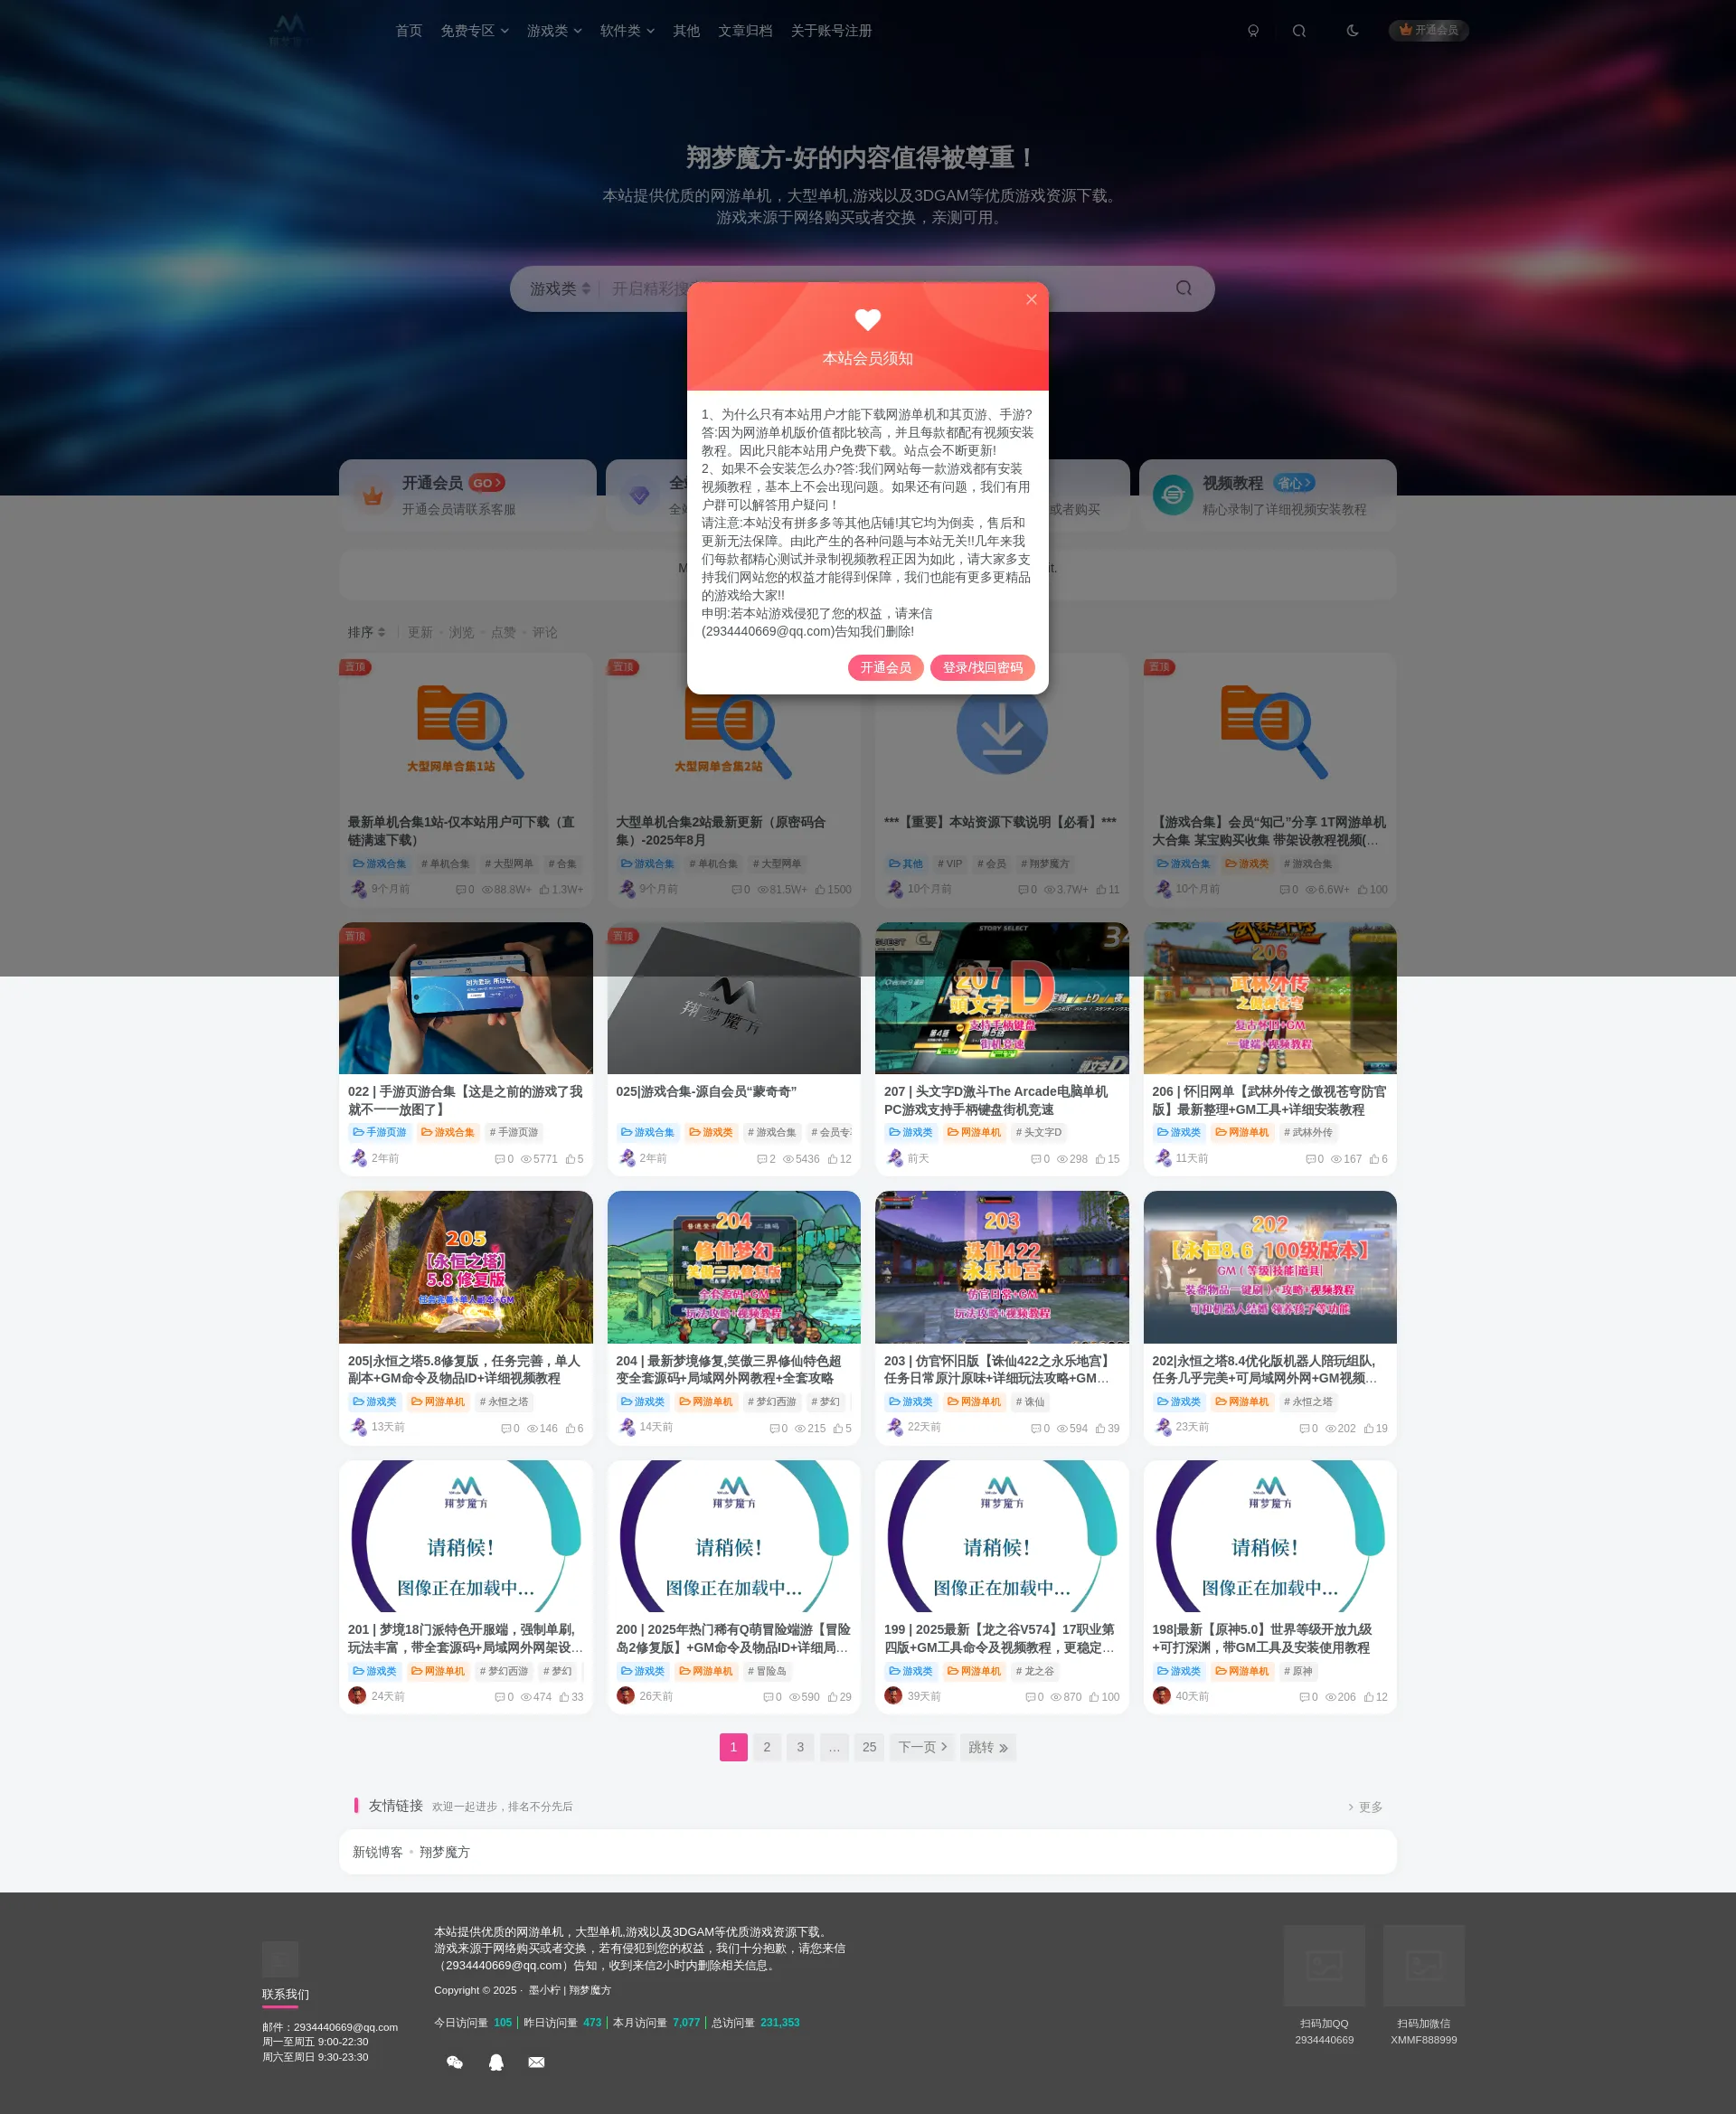 首页 免费专区 游戏类 软件类 其他 文章归档 关于账号注册 开通会员
翔梦魔方-好的内容值得被尊重！
本站提供优质的网游单机，大型单机,游戏以及3DGAM等优质游戏资源下载。
游戏来源于网络购买或者交换，亲测可用。
游戏类 开启精彩搜
本站会员须知
1、为什么只有本站用户才能下载网游单机和其页游、手游?
答:因为网游单机版价值都比较高，并且每款都配有视频安装
教程。因此只能本站用户免费下载。站点会不断更新!
2、如果不会安装怎么办?答:我们网站每一款游戏都有安装
视频教程，基本上不会出现问题。如果还有问题，我们有用
户群可以解答用户疑问！
请注意:本站没有拼多多等其他店铺!其它均为倒卖，售后和
更新无法保障。由此产生的各种问题与本站无关!!几年来我
们每款都精心测试并录制视频教程正因为如此，请大家多支
持我们网站您的权益才能得到保障，我们也能有更多更精品
的游戏给大家!!
申明:若本站游戏侵犯了您的权益，请来信
(2934440669@qq.com)告知我们删除!
开通会员 登录/找回密码
开通会员 GO
开通会员请联系客服
或者购买
视频教程 省心
精心录制了详细视频安装教程
排序 更新 浏览 点赞 评论
置顶 置顶 置顶
大型网单合集1站 大型网单合集2站
最新单机合集1站-仅本站用户可下载（直
链满速下载）
游戏合集 # 单机合集 # 大型网单 # 合集
9个月前 0 88.8W+ 1.3W+
大型单机合集2站最新更新（原密码合
集）-2025年8月
游戏合集 # 单机合集 # 大型网单
9个月前 0 81.5W+ 1500
***【重要】本站资源下载说明【必看】***
其他 # VIP # 会员 # 翔梦魔方
10个月前 0 3.7W+ 11
【游戏合集】会员“知己”分享 1T网游单机
大合集 某宝购买收集 带架设教程视频(...
游戏合集 游戏类 # 游戏合集
10个月前 0 6.6W+ 100
置顶
022 | 手游页游合集【这是之前的游戏了我
就不一一放图了】
手游页游 游戏合集 # 手游页游
2年前 0 5771 5
置顶
翔梦魔方
025|游戏合集-源自会员“蒙奇奇”
游戏合集 游戏类 # 游戏合集
2年前 2 5436 12
STORY SELECT
207
頭文字D
支持手柄键盘
街机竞速
207 | 头文字D激斗The Arcade电脑单机
PC游戏支持手柄键盘街机竞速
游戏类 网游单机 # 头文字D
前天 0 298 15
206
武林外传
之傲视苍穹
复古怀旧+GM
一键端+视频教程
206 | 怀旧网单【武林外传之傲视苍穹防官
版】最新整理+GM工具+详细安装教程
游戏类 网游单机 # 武林外传
11天前 0 167 6
205
【永恒之塔】
5.8 修复版
任务完善+单人副本+GM
205|永恒之塔5.8修复版，任务完善，单人
副本+GM命令及物品ID+详细视频教程
游戏类 网游单机 # 永恒之塔
13天前 0 146 6
204
修仙梦幻
笑傲三界修复版
全套源码+GM
玩法攻略+视频教程
204 | 最新梦境修复,笑傲三界修仙特色超
变全套源码+局域网外网教程+全套攻略
游戏类 网游单机 # 梦幻西游 # 梦幻
14天前 0 215 5
203
诛仙422
永乐地宫
仿官日常+GM
玩法攻略+视频教程
203 | 仿官怀旧版【诛仙422之永乐地宫】
任务日常原汁原味+详细玩法攻略+GM...
游戏类 网游单机 # 诛仙
22天前 0 594 39
202
【永恒8.6 100级版本】
GM（等级|技能|道具|
装备物品一键刷）+攻略+视频教程
可和机器人结婚 领养孩子等功能
202|永恒之塔8.4优化版机器人陪玩组队,
任务几乎完美+可局域网外网+GM视频...
游戏类 网游单机 # 永恒之塔
23天前 0 202 19
翔梦魔方 翔梦魔方 翔梦魔方 翔梦魔方
请稍候！ 请稍候！ 请稍候！ 请稍候！
图像正在加载中... 图像正在加载中... 图像正在加载中... 图像正在加载中...
201 | 梦境18门派特色开服端，强制单刷,
玩法丰富，带全套源码+局域网外网架设...
游戏类 网游单机 # 梦幻西游 # 梦幻
24天前 0 474 33
200 | 2025年热门稀有Q萌冒险端游【冒险
岛2修复版】+GM命令及物品ID+详细局...
游戏类 网游单机 # 冒险岛
26天前 0 590 29
199 | 2025最新【龙之谷V574】17职业第
四版+GM工具命令及视频教程，更稳定...
游戏类 网游单机 # 龙之谷
39天前 0 870 100
198|最新【原神5.0】世界等级开放九级
+可打深渊，带GM工具及安装使用教程
游戏类 网游单机 # 原神
40天前 0 206 12
1 2 3 … 25 下一页 跳转
友情链接 欢迎一起进步，排名不分先后 更多
新锐博客 翔梦魔方
联系我们
邮件：2934440669@qq.com
周一至周五 9:00-22:30
周六至周日 9:30-23:30
本站提供优质的网游单机，大型单机,游戏以及3DGAM等优质游戏资源下载。
游戏来源于网络购买或者交换，若有侵犯到您的权益，我们十分抱歉，请您来信
（2934440669@qq.com）告知，收到来信2小时内删除相关信息。
Copyright © 2025 · 墨小柠 | 翔梦魔方
今日访问量 105 | 昨日访问量 473 | 本月访问量 7,077 | 总访问量 231,353
扫码加QQ
2934440669
扫码加微信
XMMF888999